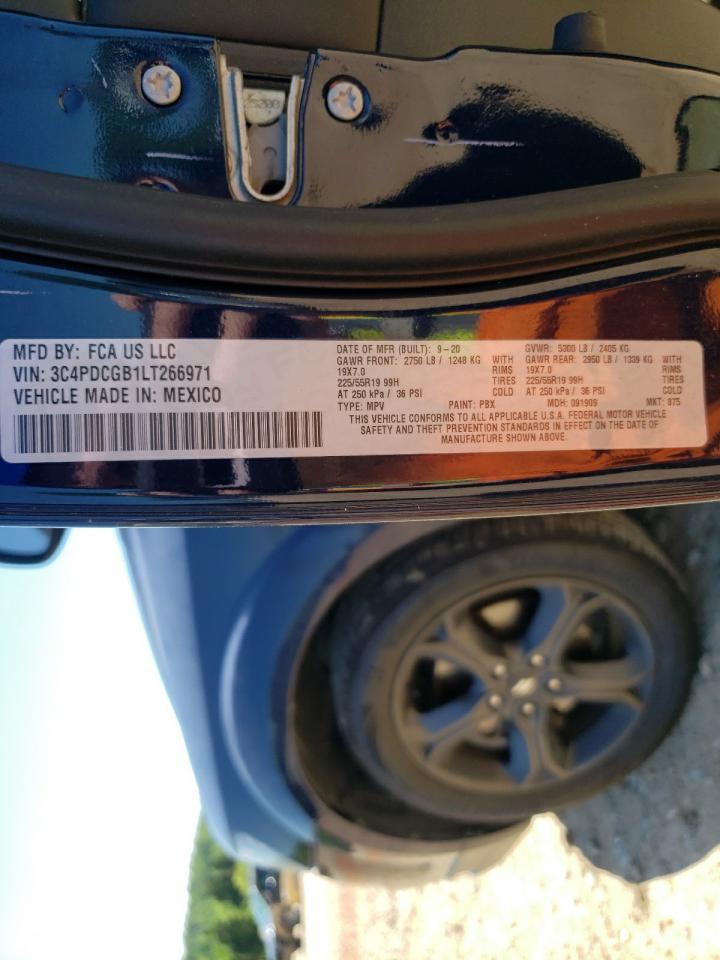 MFD BY: FCA US LLC
VIN: 3C4PDCGB1LT266971
VEHICLE MADE IN: MEXICO
DATE OF MFR (BUILT): 9-20 GVWR: 5300 LB / 2405 KG
GAWR FRONT: 2750 LB / 1248 KG WITH GAWR REAR: 2950 LB / 1339 KG WITH
19X7.0 RIMS 19X7.0 RIMS
225/55R19 99H TIRES 225/55R19 99H TIRES
AT 250 kPa / 36 PSI COLD AT 250 kPa / 36 PSI COLD
TYPE: MPV PAINT: PBX MDH: 091909 MKT: 875
THIS VEHICLE CONFORMS TO ALL APPLICABLE U.S.A. FEDERAL MOTOR VEHICLE
SAFETY AND THEFT PREVENTION STANDARDS IN EFFECT ON THE DATE OF
MANUFACTURE SHOWN ABOVE.